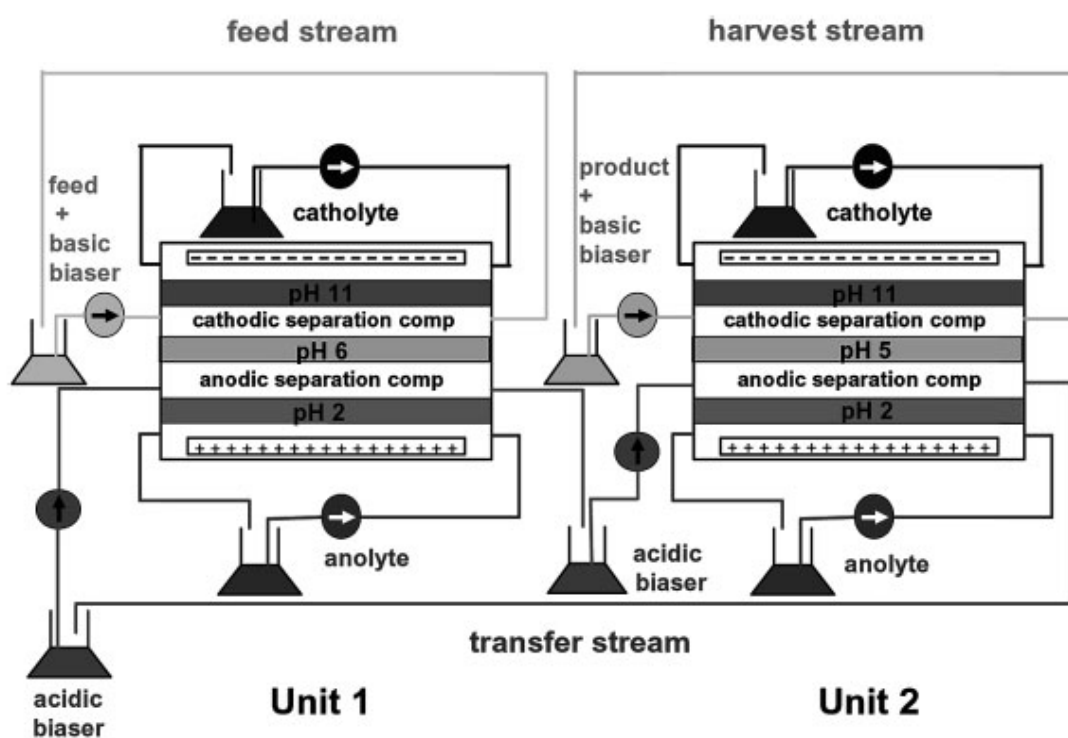 feed stream
harvest stream
feed
+
basic
biaser
catholyte
product
+
basic
biaser
catholyte
- - - - - - - - - - - - - - - - -
- - - - - - - - - - - - - - - - -
pH 11
pH 11
cathodic separation comp
cathodic separation comp
pH 6
pH 5
anodic separation comp
anodic separation comp
pH 2
pH 2
+ + + + + + + + + + + + + + + +
+ + + + + + + + + + + + + + + +
anolyte
acidic
biaser
anolyte
transfer stream
acidic
biaser
Unit 1
Unit 2